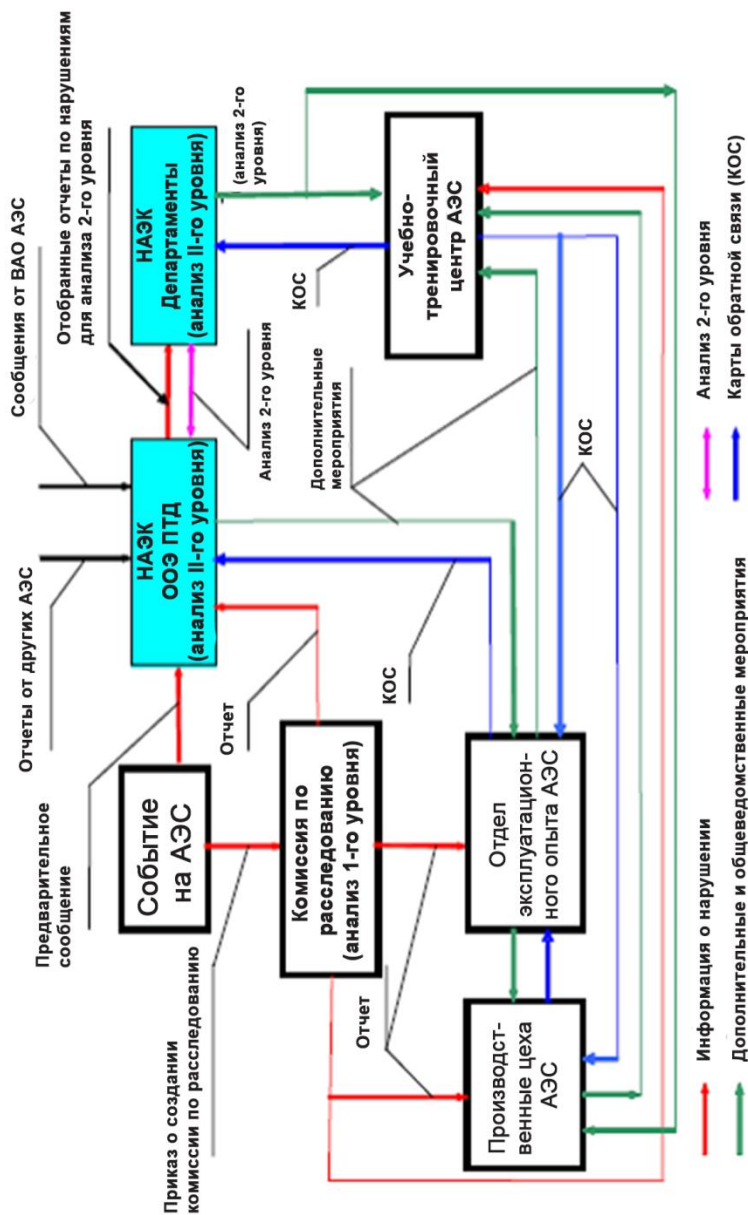 Сообщения от ВАО АЭС
Отчеты от других АЭС
Отобранные отчеты по нарушениям
для анализа 2-го уровня
Предварительное
сообщение
Событие
на АЭС
НАЭК
ООЭ ПТД
(анализ II-го уровня)
НАЭК
Департаменты
(анализ II-го уровня)
(анализ 2-го
уровня)
Приказ о создании
комиссии по расследованию
Отчет
Анализ 2-го уровня
КОС
Комиссия по
расследованию
(анализ 1-го уровня)
КОС
Дополнительные
мероприятия
Учебно-
тренировочный
центр АЭС
Отчет
КОС
Производст-
венные цеха
АЭС
Отдел
эксплуатацион-
ного опыта АЭС
Информация о нарушении
Анализ 2-го уровня
Дополнительные и общеведомственные мероприятия
Карты обратной связи (КОС)